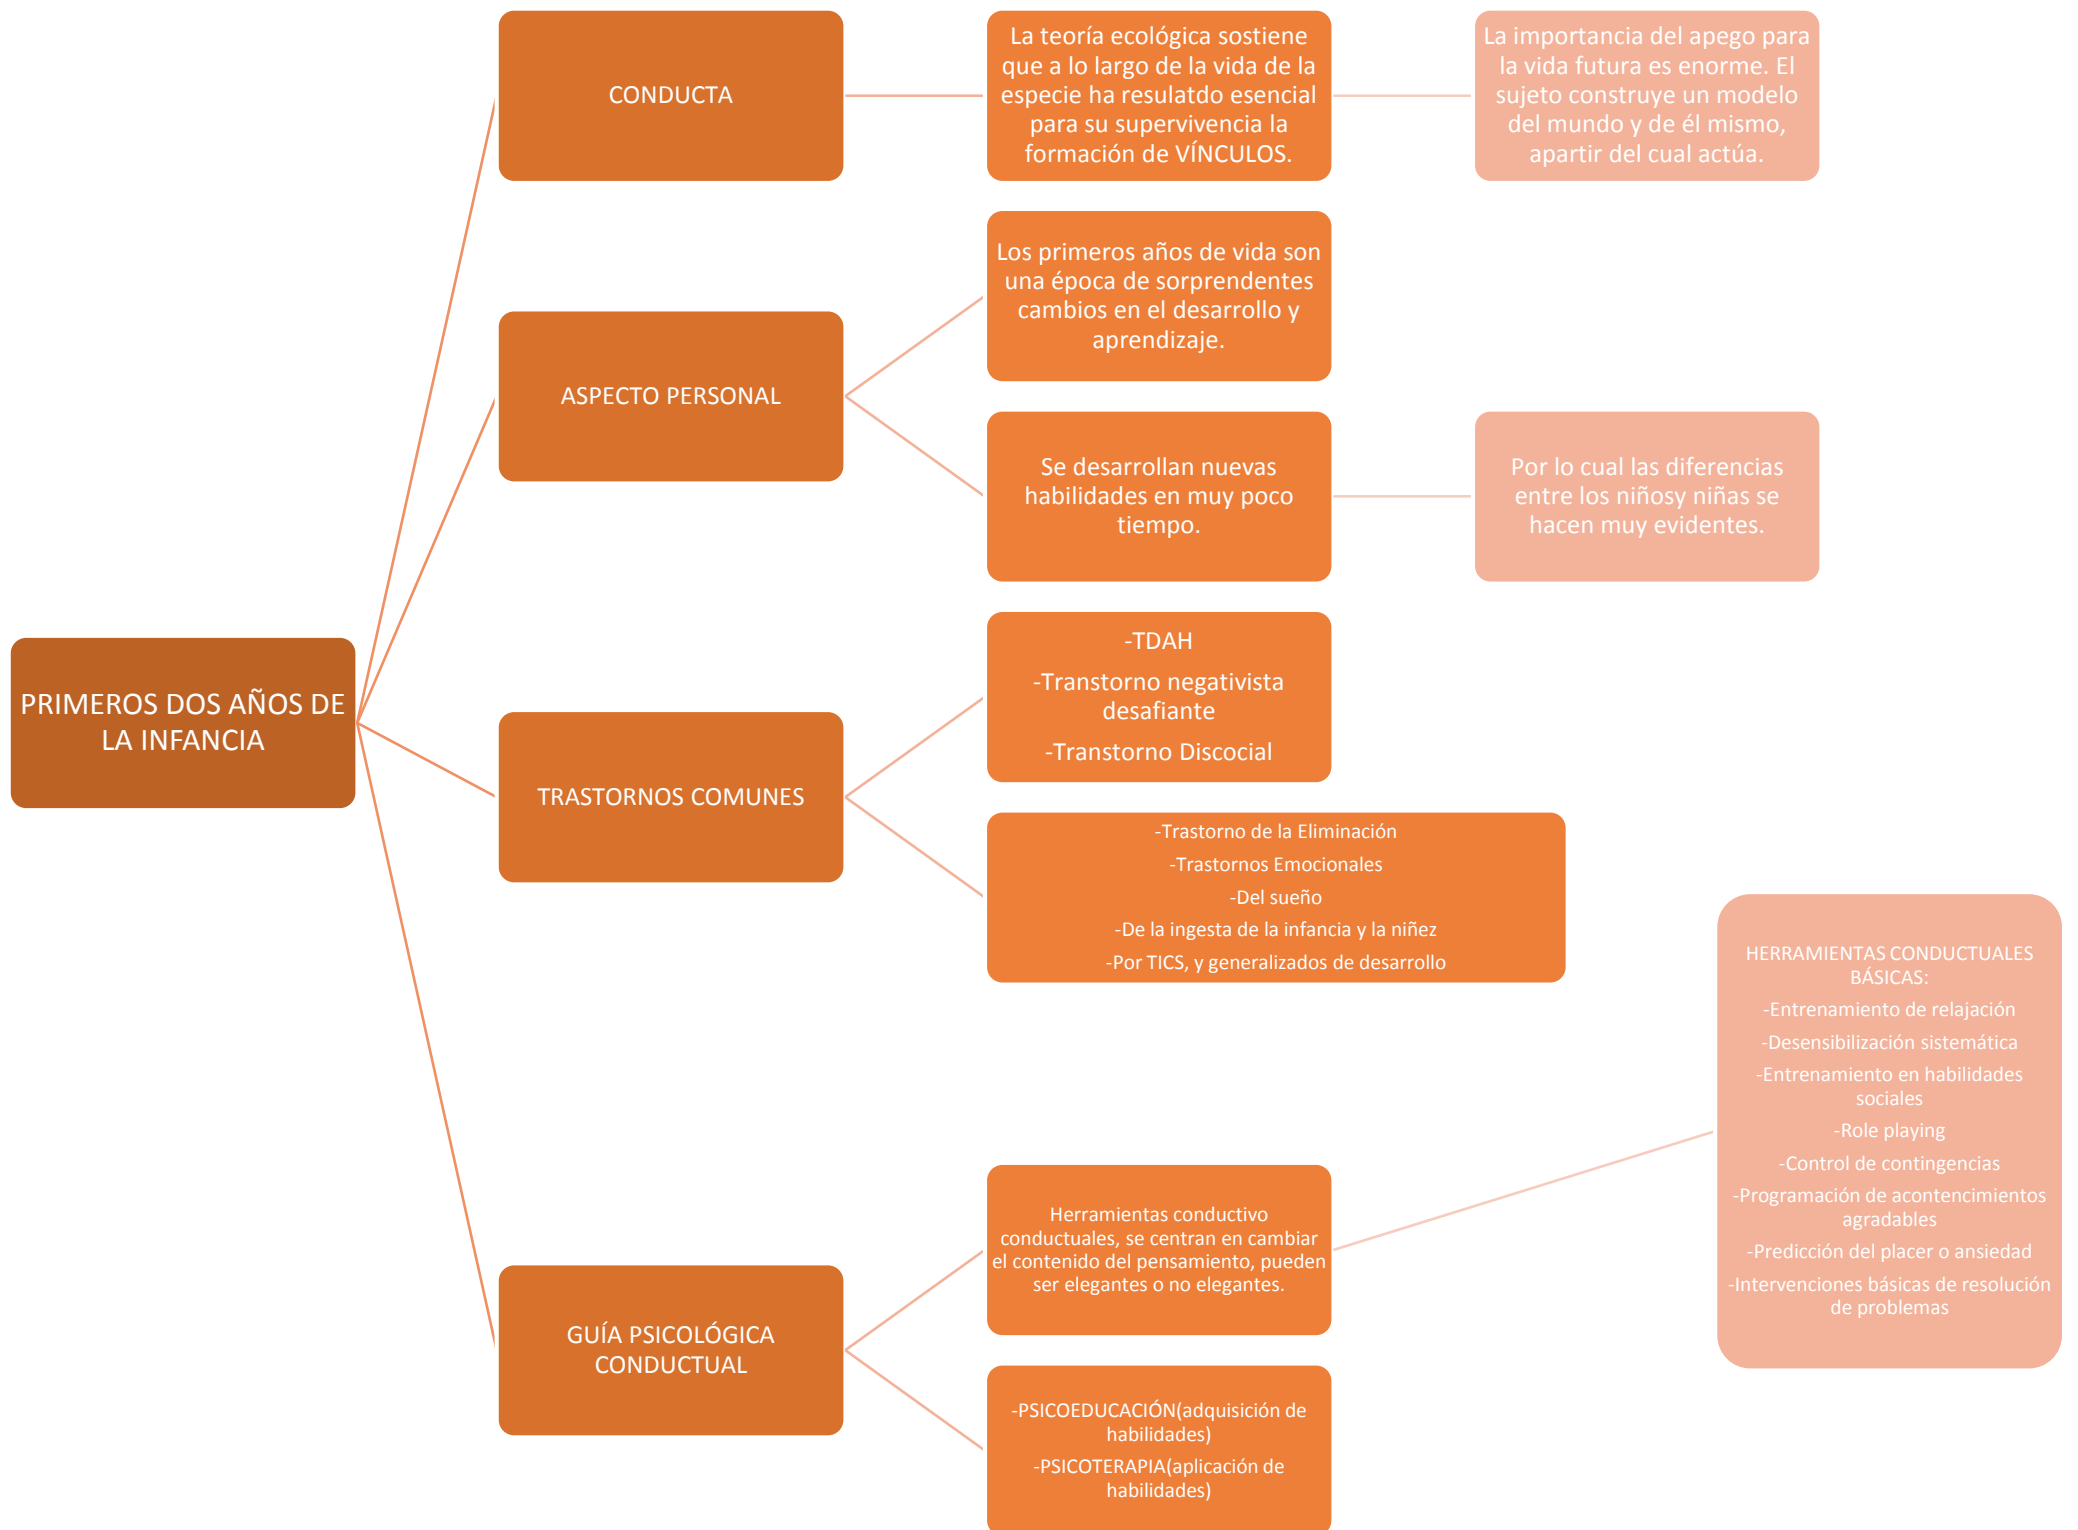 PRIMEROS DOS AÑOS DE
LA INFANCIA
CONDUCTA
La teoría ecológica sostiene
que a lo largo de la vida de la
especie ha resulatdo esencial
para su supervivencia la
formación de VÍNCULOS.
La importancia del apego para
la vida futura es enorme. El
sujeto construye un modelo
del mundo y de él mismo,
apartir del cual actúa.
ASPECTO PERSONAL
Los primeros años de vida son
una época de sorprendentes
cambios en el desarrollo y
aprendizaje.
Se desarrollan nuevas
habilidades en muy poco
tiempo.
Por lo cual las diferencias
entre los niñosy niñas se
hacen muy evidentes.
TRASTORNOS COMUNES
-TDAH
-Transtorno negativista
desafiante
-Transtorno Discocial
-Trastorno de la Eliminación
-Trastornos Emocionales
-Del sueño
-De la ingesta de la infancia y la niñez
-Por TICS, y generalizados de desarrollo
GUÍA PSICOLÓGICA
CONDUCTUAL
Herramientas conductivo
conductuales, se centran en cambiar
el contenido del pensamiento, pueden
ser elegantes o no elegantes.
HERRAMIENTAS CONDUCTUALES
BÁSICAS:
-Entrenamiento de relajación
-Desensibilización sistemática
-Entrenamiento en habilidades
sociales
-Role playing
-Control de contingencias
-Programación de acontencimientos
agradables
-Predicción del placer o ansiedad
-Intervenciones básicas de resolución
de problemas
-PSICOEDUCACIÓN(adquisición de
habilidades)
-PSICOTERAPIA(aplicación de
habilidades)